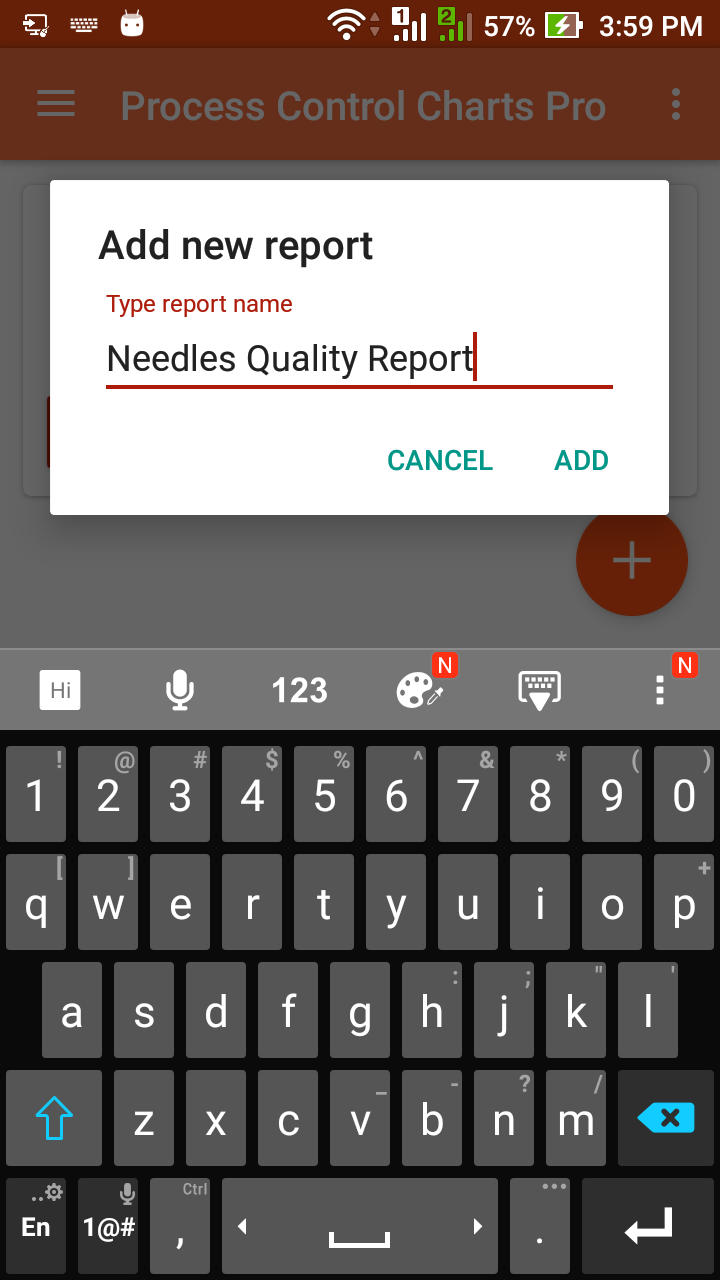 1 2 57% 3:59 PM
Process Control Charts Pro
Add new report
Type report name
Needles Quality Report
CANCEL ADD
Hi 123 N N
! @ # $ % ^ & * ( )
1 2 3 4 5 6 7 8 9 0
[ ] +
q w e r t y u i o p
: ; " '
a s d f g h j k l
_ - ? /
z x c v b n m
.. Ctrl •••
En 1@# , .